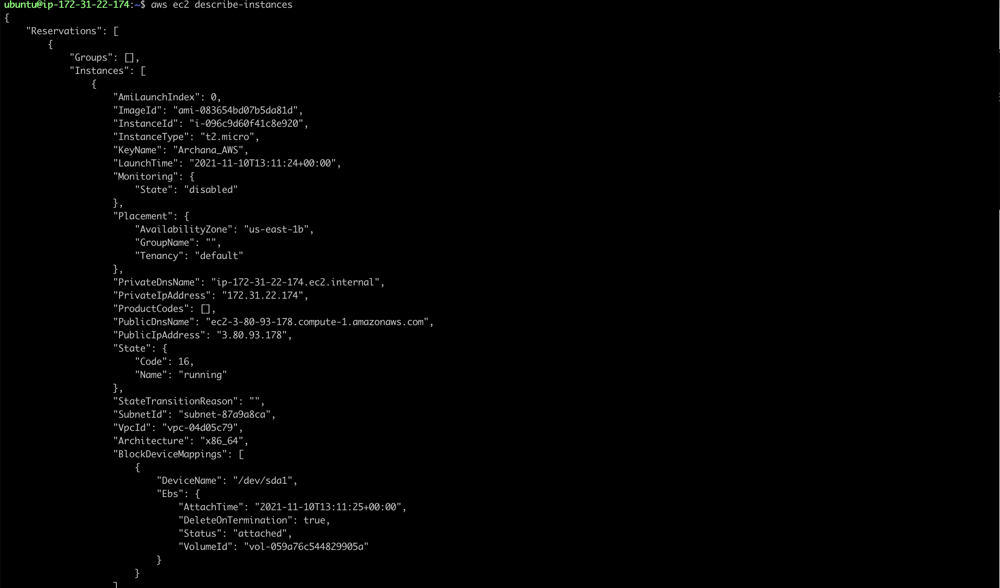 ubuntu@ip-172-31-22-174:~$ aws ec2 describe-instances
{
    "Reservations": [
        {
            "Groups": [],
            "Instances": [
                {
                    "AmiLaunchIndex": 0,
                    "ImageId": "ami-083654bd07b5da81d",
                    "InstanceId": "i-096c9d60f41c8e920",
                    "InstanceType": "t2.micro",
                    "KeyName": "Archana_AWS",
                    "LaunchTime": "2021-11-10T13:11:24+00:00",
                    "Monitoring": {
                        "State": "disabled"
                    },
                    "Placement": {
                        "AvailabilityZone": "us-east-1b",
                        "GroupName": "",
                        "Tenancy": "default"
                    },
                    "PrivateDnsName": "ip-172-31-22-174.ec2.internal",
                    "PrivateIpAddress": "172.31.22.174",
                    "ProductCodes": [],
                    "PublicDnsName": "ec2-3-80-93-178.compute-1.amazonaws.com",
                    "PublicIpAddress": "3.80.93.178",
                    "State": {
                        "Code": 16,
                        "Name": "running"
                    },
                    "StateTransitionReason": "",
                    "SubnetId": "subnet-87a9a8ca",
                    "VpcId": "vpc-04d05c79",
                    "Architecture": "x86_64",
                    "BlockDeviceMappings": [
                        {
                            "DeviceName": "/dev/sda1",
                            "Ebs": {
                                "AttachTime": "2021-11-10T13:11:25+00:00",
                                "DeleteOnTermination": true,
                                "Status": "attached",
                                "VolumeId": "vol-059a76c544829905a"
                            }
                        }
                    ]